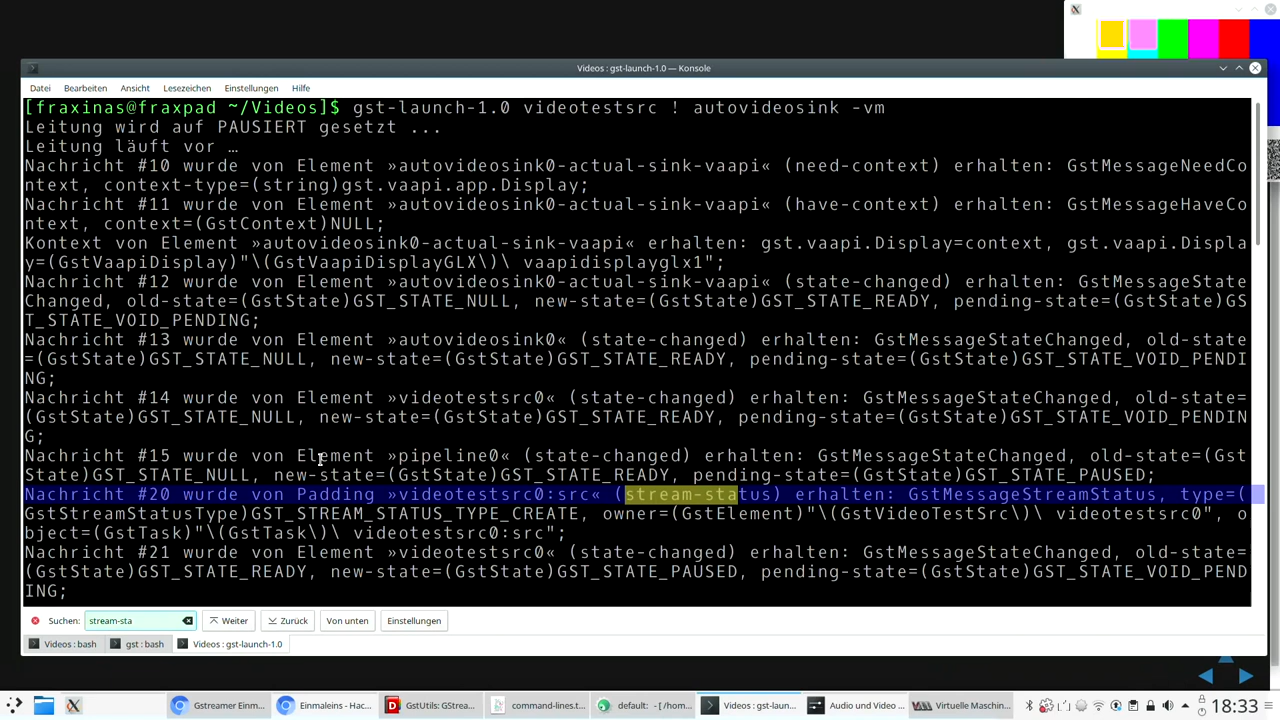 Videos : gst-launch-1.0 — Konsole
Datei Bearbeiten Ansicht Lesezeichen Einstellungen Hilfe
[fraxinas@fraxpad ~/Videos]$ gst-launch-1.0 videotestsrc ! autovideosink -vm
Leitung wird auf PAUSIERT gesetzt ...
Leitung läuft vor …
Nachricht #10 wurde von Element »autovideosink0-actual-sink-vaapi« (need-context) erhalten: GstMessageNeedCo
ntext, context-type=(string)gst.vaapi.app.Display;
Nachricht #11 wurde von Element »autovideosink0-actual-sink-vaapi« (have-context) erhalten: GstMessageHaveCo
ntext, context=(GstContext)NULL;
Kontext von Element »autovideosink0-actual-sink-vaapi« erhalten: gst.vaapi.Display=context, gst.vaapi.Displa
y=(GstVaapiDisplay)"\(GstVaapiDisplayGLX\)\ vaapidisplayglx1";
Nachricht #12 wurde von Element »autovideosink0-actual-sink-vaapi« (state-changed) erhalten: GstMessageState
Changed, old-state=(GstState)GST_STATE_NULL, new-state=(GstState)GST_STATE_READY, pending-state=(GstState)GS
T_STATE_VOID_PENDING;
Nachricht #13 wurde von Element »autovideosink0« (state-changed) erhalten: GstMessageStateChanged, old-state
=(GstState)GST_STATE_NULL, new-state=(GstState)GST_STATE_READY, pending-state=(GstState)GST_STATE_VOID_PENDI
NG;
Nachricht #14 wurde von Element »videotestsrc0« (state-changed) erhalten: GstMessageStateChanged, old-state=
(GstState)GST_STATE_NULL, new-state=(GstState)GST_STATE_READY, pending-state=(GstState)GST_STATE_VOID_PENDIN
G;
Nachricht #15 wurde von Element »pipeline0« (state-changed) erhalten: GstMessageStateChanged, old-state=(Gst
State)GST_STATE_NULL, new-state=(GstState)GST_STATE_READY, pending-state=(GstState)GST_STATE_PAUSED;
Nachricht #20 wurde von Padding »videotestsrc0:src« (stream-status) erhalten: GstMessageStreamStatus, type=(
GstStreamStatusType)GST_STREAM_STATUS_TYPE_CREATE, owner=(GstElement)"\(GstVideoTestSrc\)\ videotestsrc0", o
bject=(GstTask)"\(GstTask\)\ videotestsrc0:src";
Nachricht #21 wurde von Element »videotestsrc0« (state-changed) erhalten: GstMessageStateChanged, old-state=
(GstState)GST_STATE_READY, new-state=(GstState)GST_STATE_PAUSED, pending-state=(GstState)GST_STATE_VOID_PEND
ING;
Suchen: stream-sta Weiter Zurück Von unten Einstellungen
Videos : bash gst : bash Videos : gst-launch-1.0
Gstreamer Einm... Einmaleins - Hac... GstUtils: GStrea... command-lines.t... default: - [ /hom... Videos : gst-laun... Audio und Video ... Virtuelle Maschin... 18:33